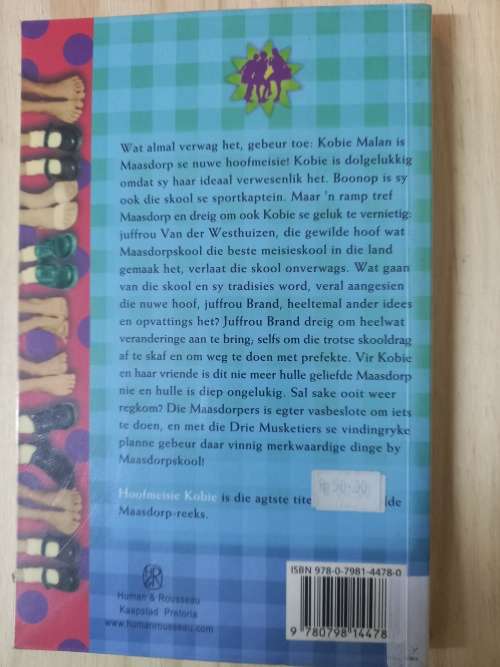 Wat almal verwag het, gebeur toe: Kobie Malan is
Maasdorp se nuwe hoofmeisie! Kobie is dolgelukkig
omdat sy haar ideaal verwesenlik het. Boonop is sy
ook die skool se sportkaptein. Maar 'n ramp tref
Maasdorp en dreig om ook Kobie se geluk te vernietig:
juffrou Van der Westhuizen, die gewilde hoof wat
Maasdorpskool die beste meisieskool in die land
gemaak het, verlaat die skool onverwags. Wat gaan
van die skool en sy tradisies word, veral aangesien
die nuwe hoof, juffrou Brand, heeltemal ander idees
en opvattings het? Juffrou Brand dreig om heelwat
veranderinge aan te bring; selfs om die trotse skooldrag
af te skaf en om weg te doen met prefekte. Vir Kobie
en haar vriende is dit nie meer hulle geliefde Maasdorp
nie en hulle is diep ongelukig. Sal sake ooit weer
regkom? Die Maasdorpers is egter vasbeslote om iets
te doen, en met die Drie Musketiers se vindingryke
planne gebeur daar vinnig merkwaardige dinge by
Maasdorpskool!
Hoofmeisie Kobie is die agtste tite de
Maasdorp-reeks.
HR
Human & Rousseau
Kaapstad Pretoria
www.humanrousseau.com
ISBN 978-0-7981-4478-0
9 780798 14478